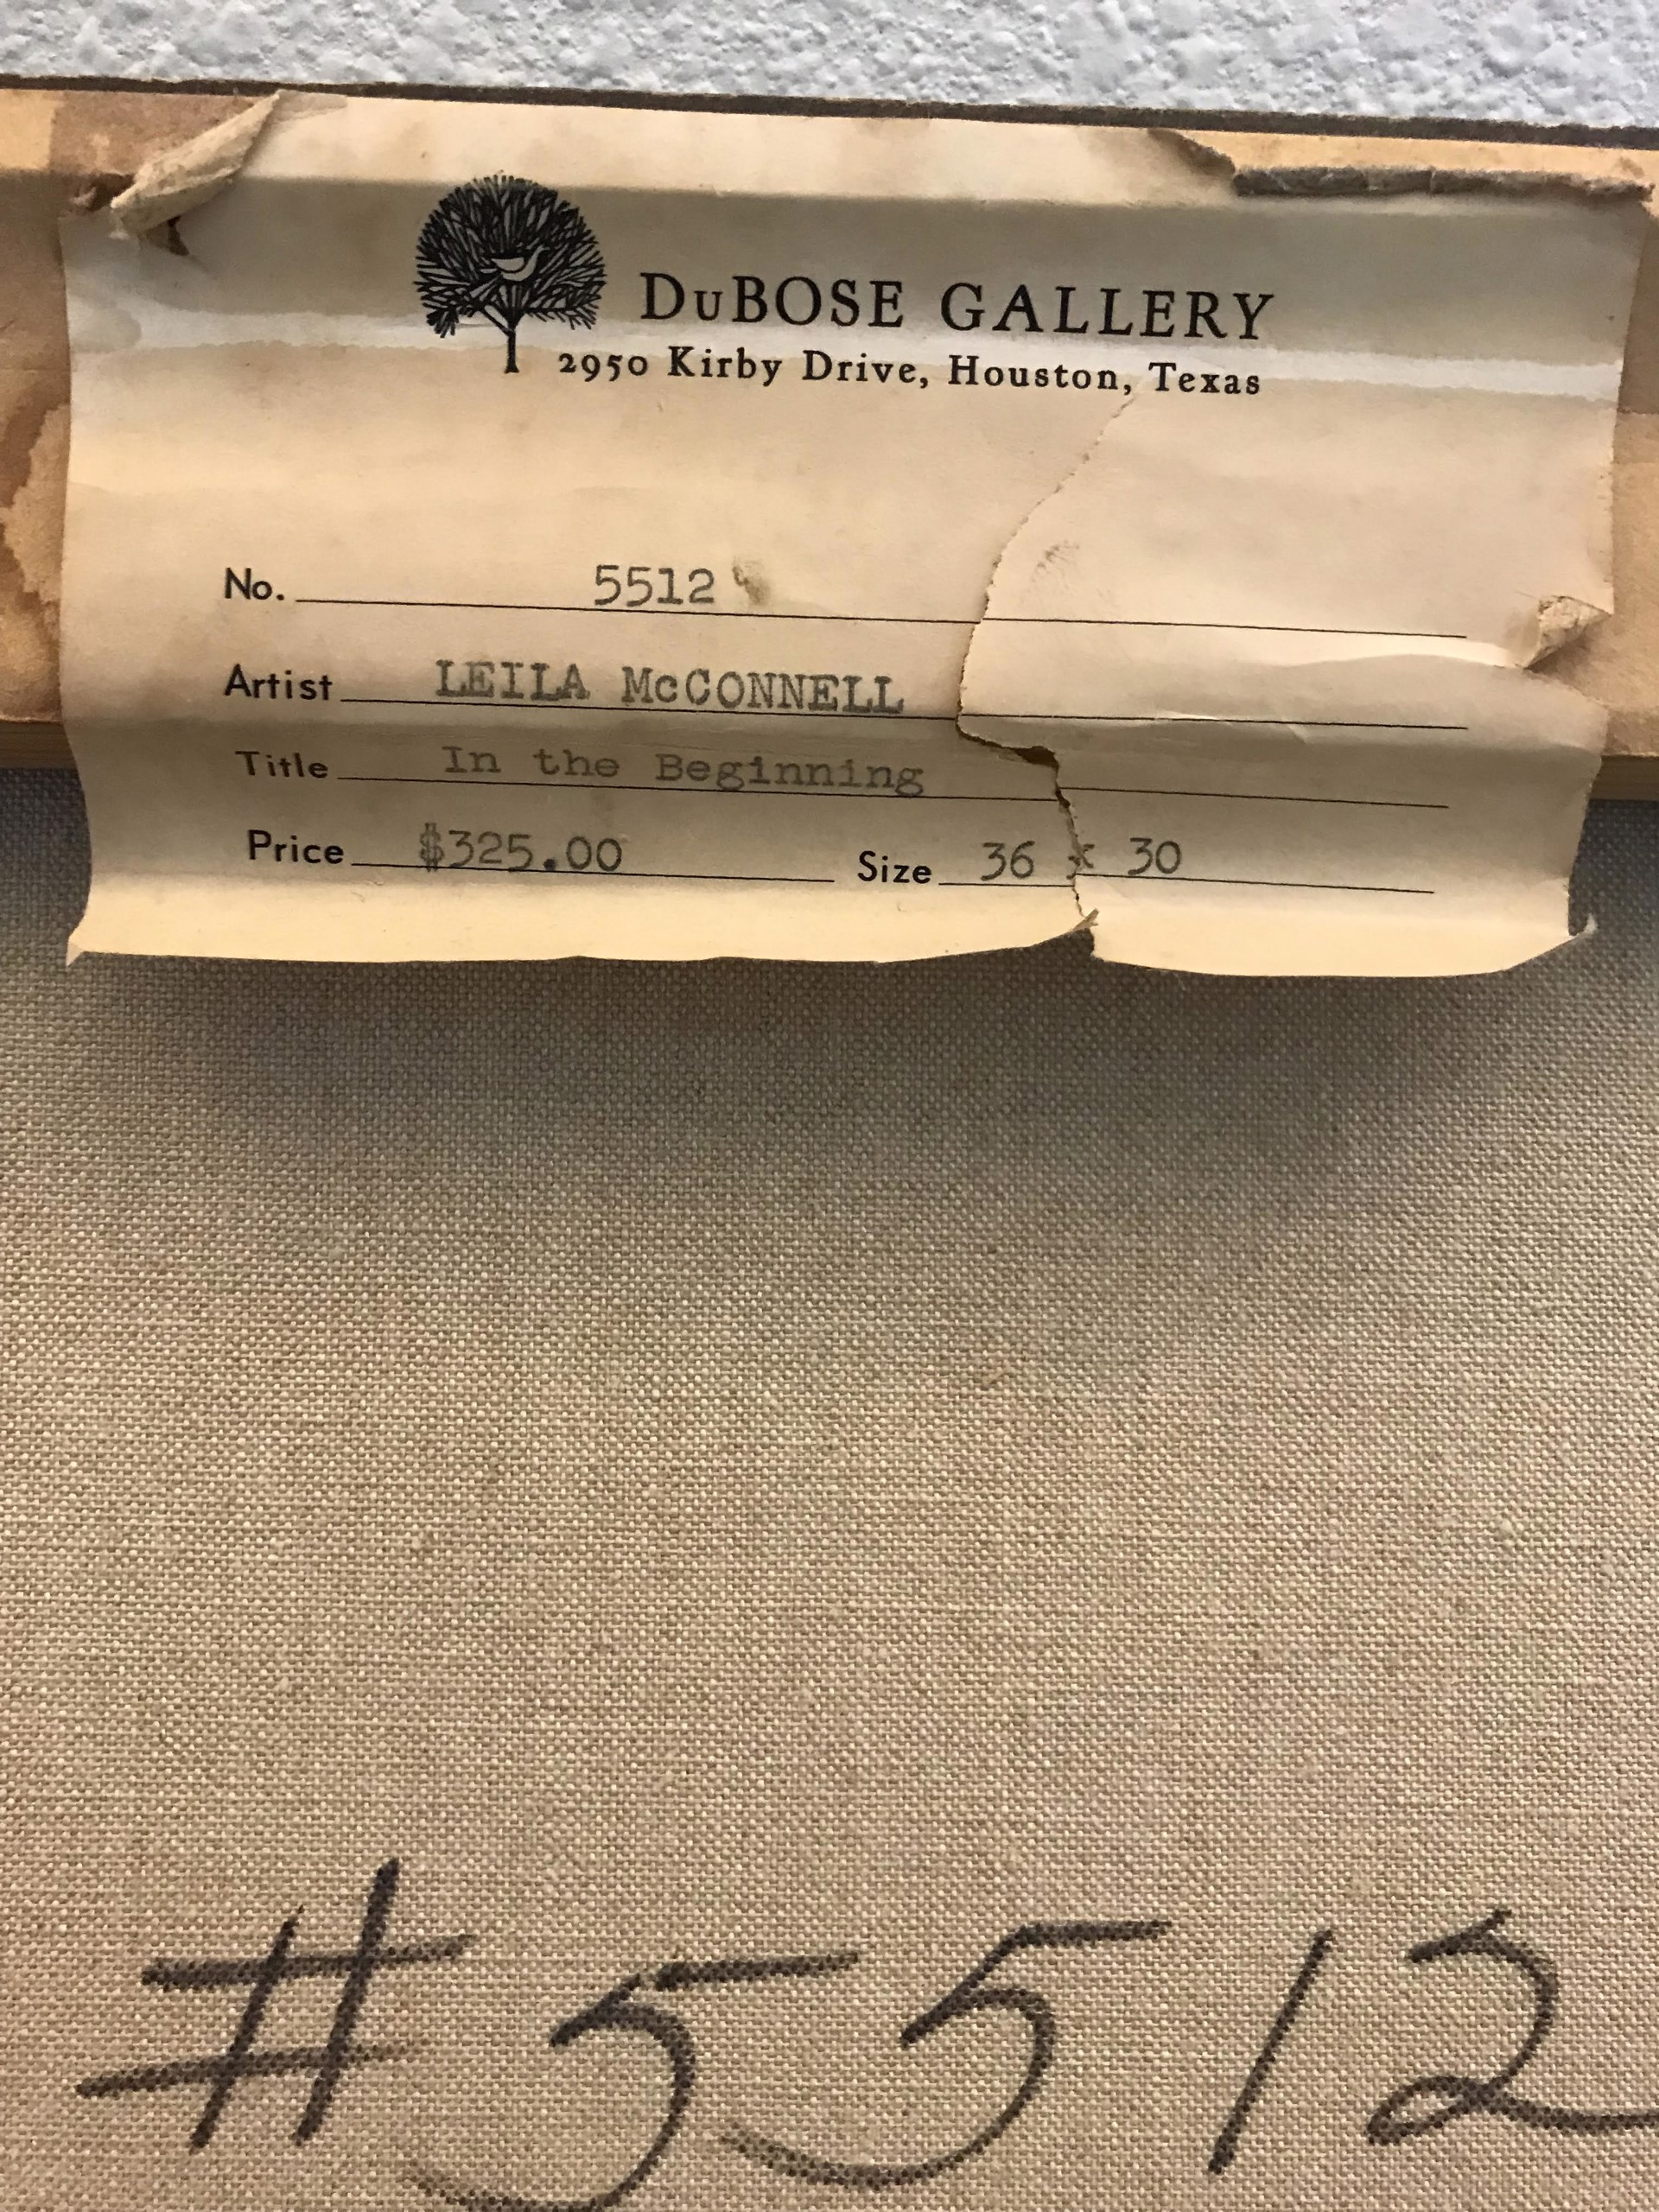 DuBOSE GALLERY
2950 Kirby Drive, Houston, Texas
No. 5512
Artist LEILA McCONNELL
Title In the Beginning
Price $325.00 Size 36 x 30
#5512